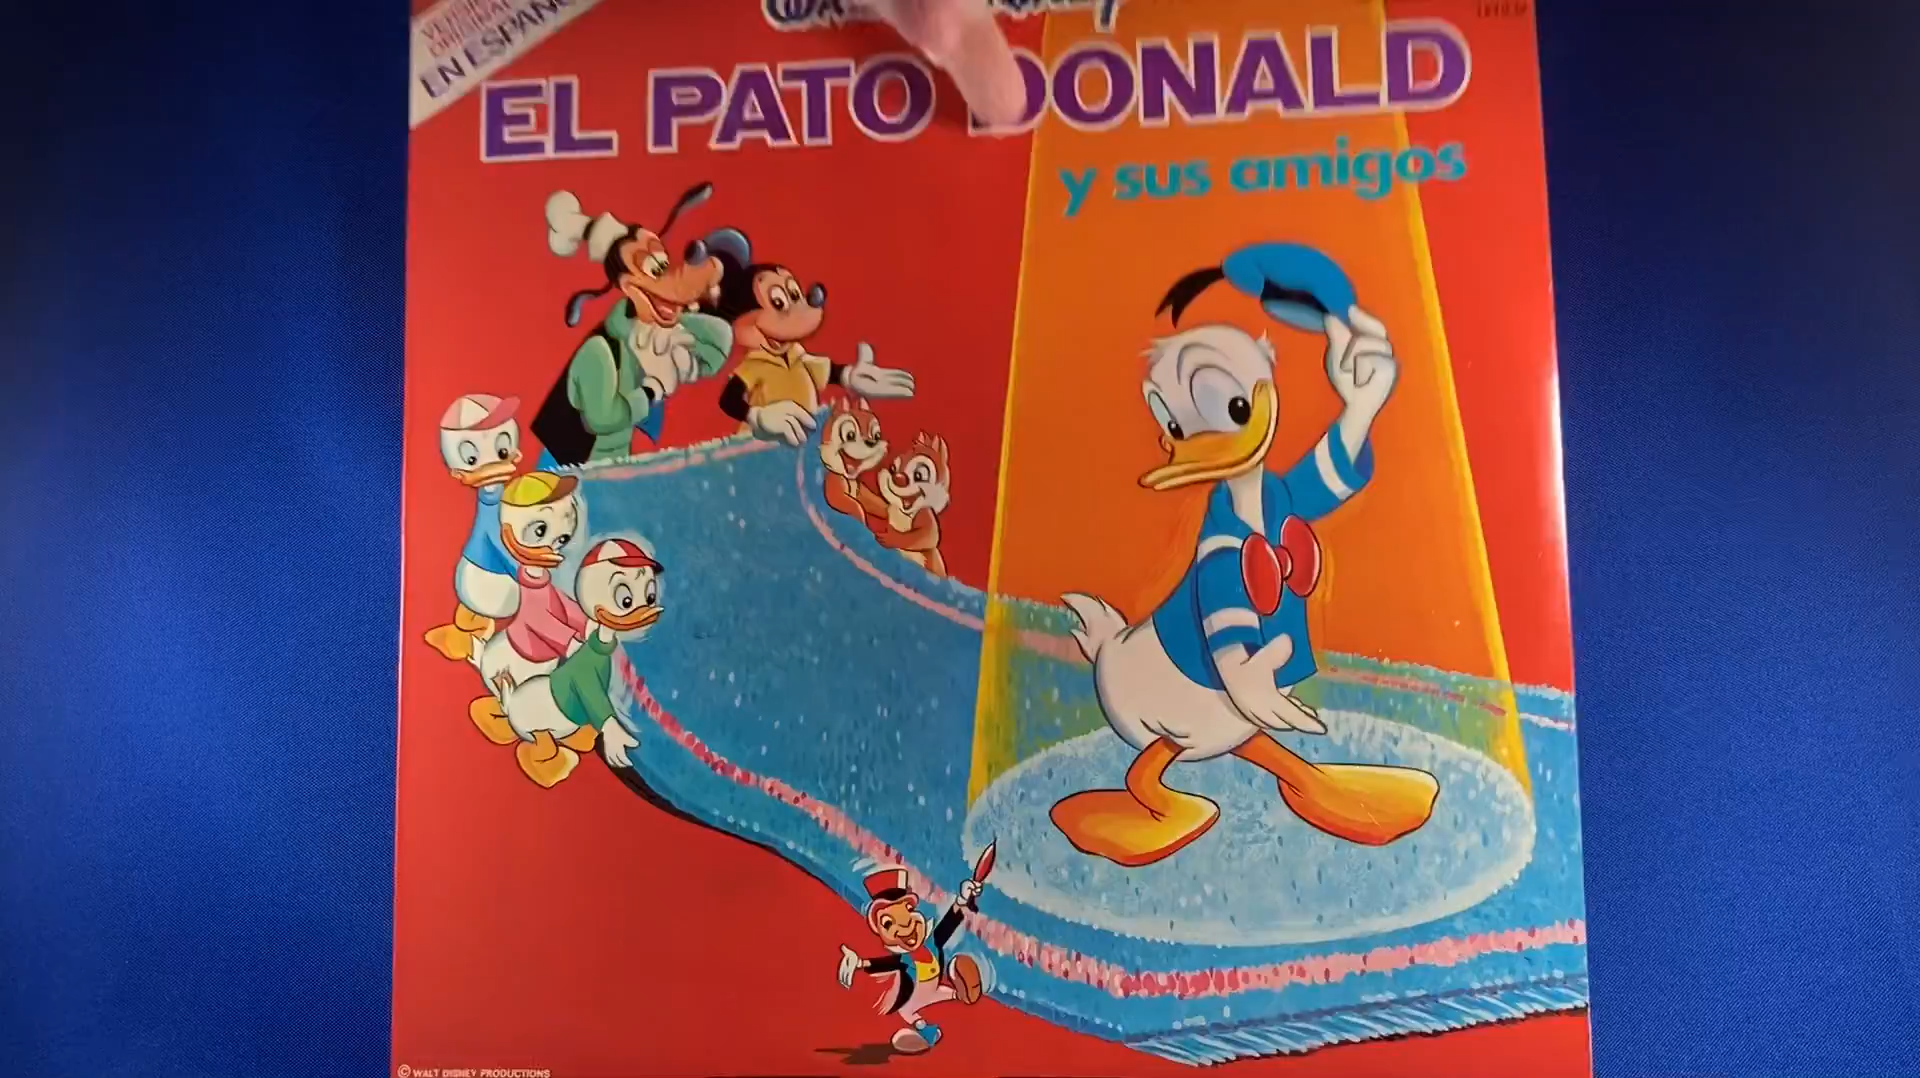 VERSION
ORIGINAL
EN ESPAÑOL
EL PATO DONALD
y sus amigos
© WALT DISNEY PRODUCTIONS